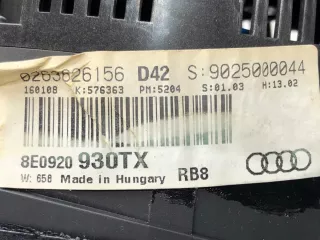 0263626156 D42 S:9025000044
160108 K:576363 PM:5204 S:01.03 H:13.02
8E0920 930TX
W: 658 Made in Hungary RB8